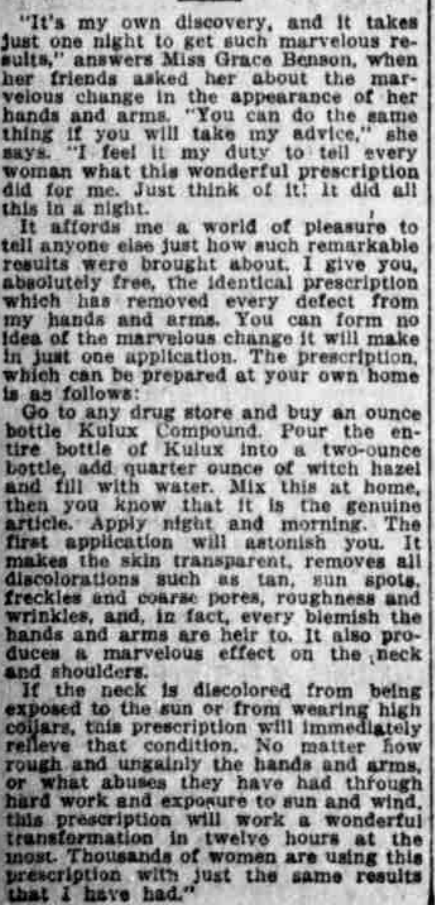 "It's my own discovery, and it takes
just one night to get such marvelous re-
sults," answers Miss Grace Benson, when
her friends asked her about the mar-
velous change in the appearance of her
hands and arms. "You can do the same
thing if you will take my advice," she
says. "I feel it my duty to tell every
woman what this wonderful prescription
did for me. Just think of it! It did all
this in a night.
It affords me a world of pleasure to
tell anyone else just how such remarkable
results were brought about. I give you,
absolutely free, the identical prescription
which has removed every defect from
my hands and arms. You can form no
idea of the marvelous change it will make
in just one application. The prescription,
which can be prepared at your own home
is as follows:
Go to any drug store and buy an ounce
bottle Kulux Compound. Pour the en-
tire bottle of Kulux into a two-ounce
bottle, add quarter ounce of witch hazel
and fill with water. Mix this at home,
then you know that it is the genuine
article. Apply night and morning. The
first application will astonish you. It
makes the skin transparent, removes all
discolorations such as tan, sun spots,
freckles and coarse pores, roughness and
wrinkles, and, in fact, every blemish the
hands and arms are heir to. It also pro-
duces a marvelous effect on the neck
and shoulders.
If the neck is discolored from being
exposed to the sun or from wearing high
collars, this prescription will immediately
relieve that condition. No matter how
rough and ungainly the hands and arms,
or what abuses they have had through
hard work and exposure to sun and wind,
this prescription will work a wonderful
transformation in twelve hours at the
most. Thousands of women are using this
prescription with just the same results
that I have had."